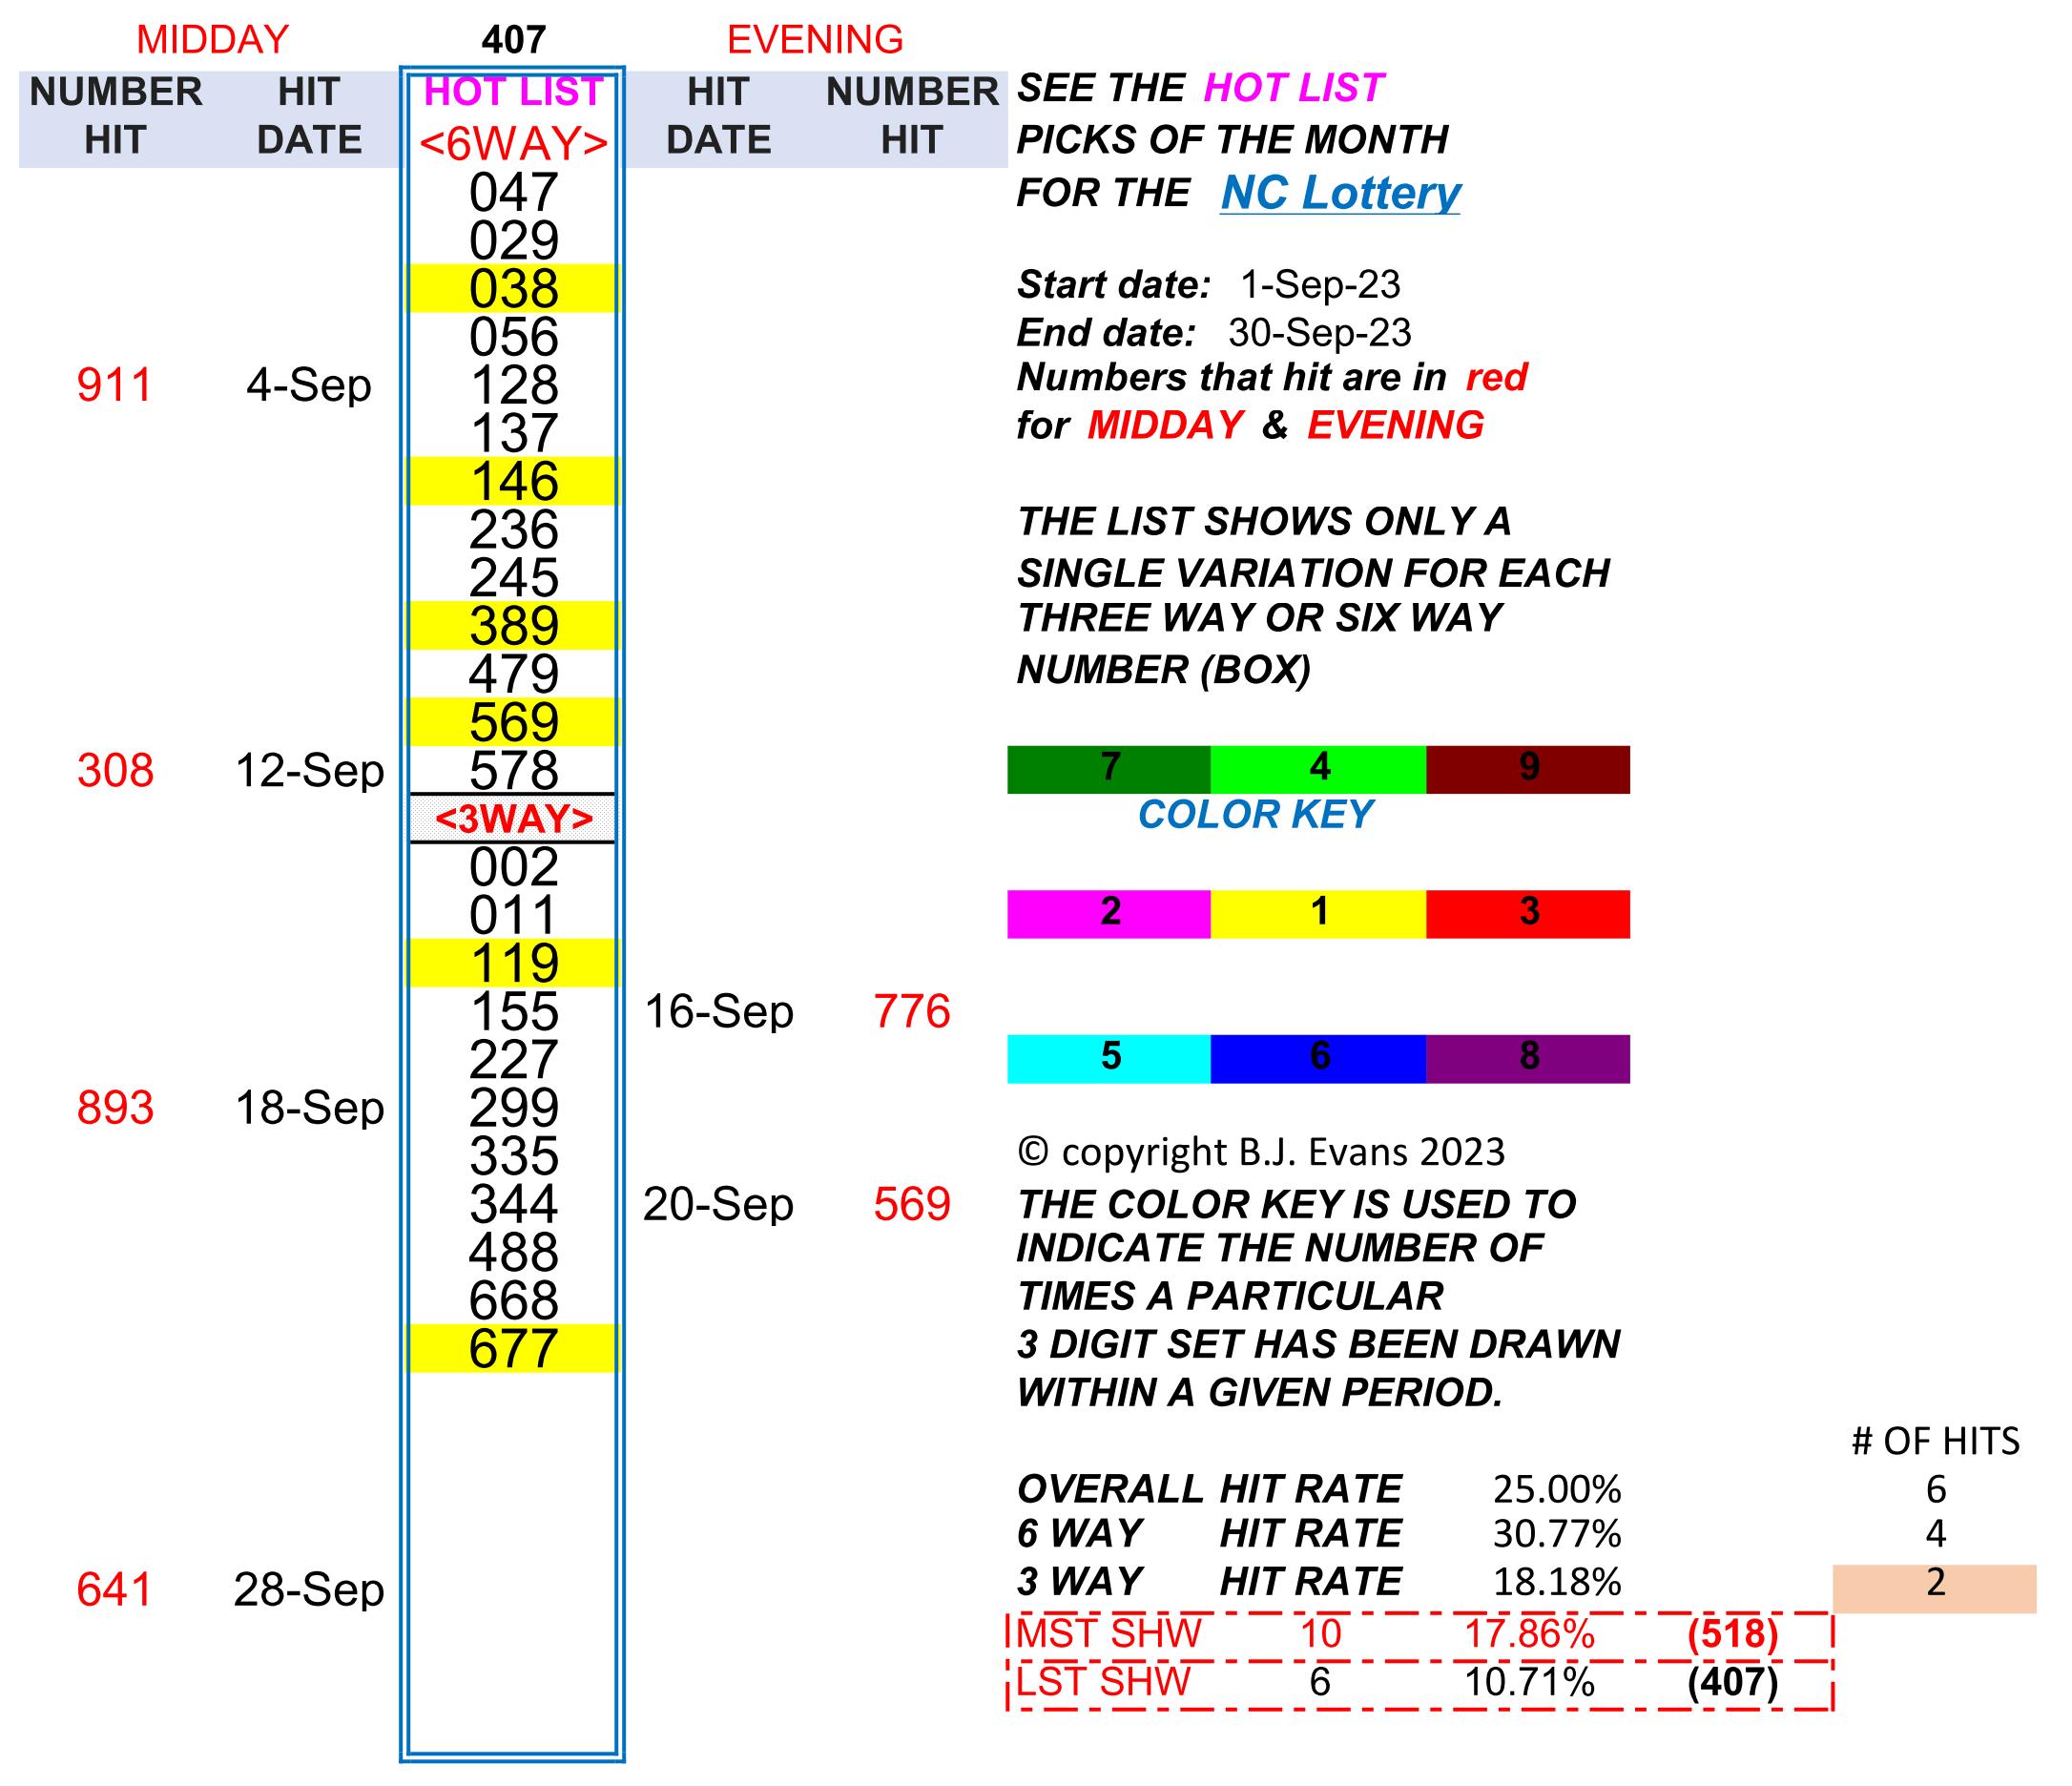 MIDDAY 407 EVENING
NUMBER HIT HOT LIST HIT NUMBER
HIT DATE <6WAY> DATE HIT
047
029
038
056
911 4-Sep 128
137
146
236
245
389
479
569
308 12-Sep 578
<3WAY>
002
011
119
155 16-Sep 776
227
893 18-Sep 299
335
344 20-Sep 569
488
668
677
641 28-Sep
SEE THE HOT LIST
PICKS OF THE MONTH
FOR THE NC Lottery
Start date: 1-Sep-23
End date: 30-Sep-23
Numbers that hit are in red
for MIDDAY & EVENING
THE LIST SHOWS ONLY A
SINGLE VARIATION FOR EACH
THREE WAY OR SIX WAY
NUMBER (BOX)
7 4 9
COLOR KEY
2 1 3
5 6 8
© copyright B.J. Evans 2023
THE COLOR KEY IS USED TO
INDICATE THE NUMBER OF
TIMES A PARTICULAR
3 DIGIT SET HAS BEEN DRAWN
WITHIN A GIVEN PERIOD.
# OF HITS
OVERALL HIT RATE 25.00% 6
6 WAY HIT RATE 30.77% 4
3 WAY HIT RATE 18.18% 2
MST SHW 10 17.86% (518)
LST SHW 6 10.71% (407)